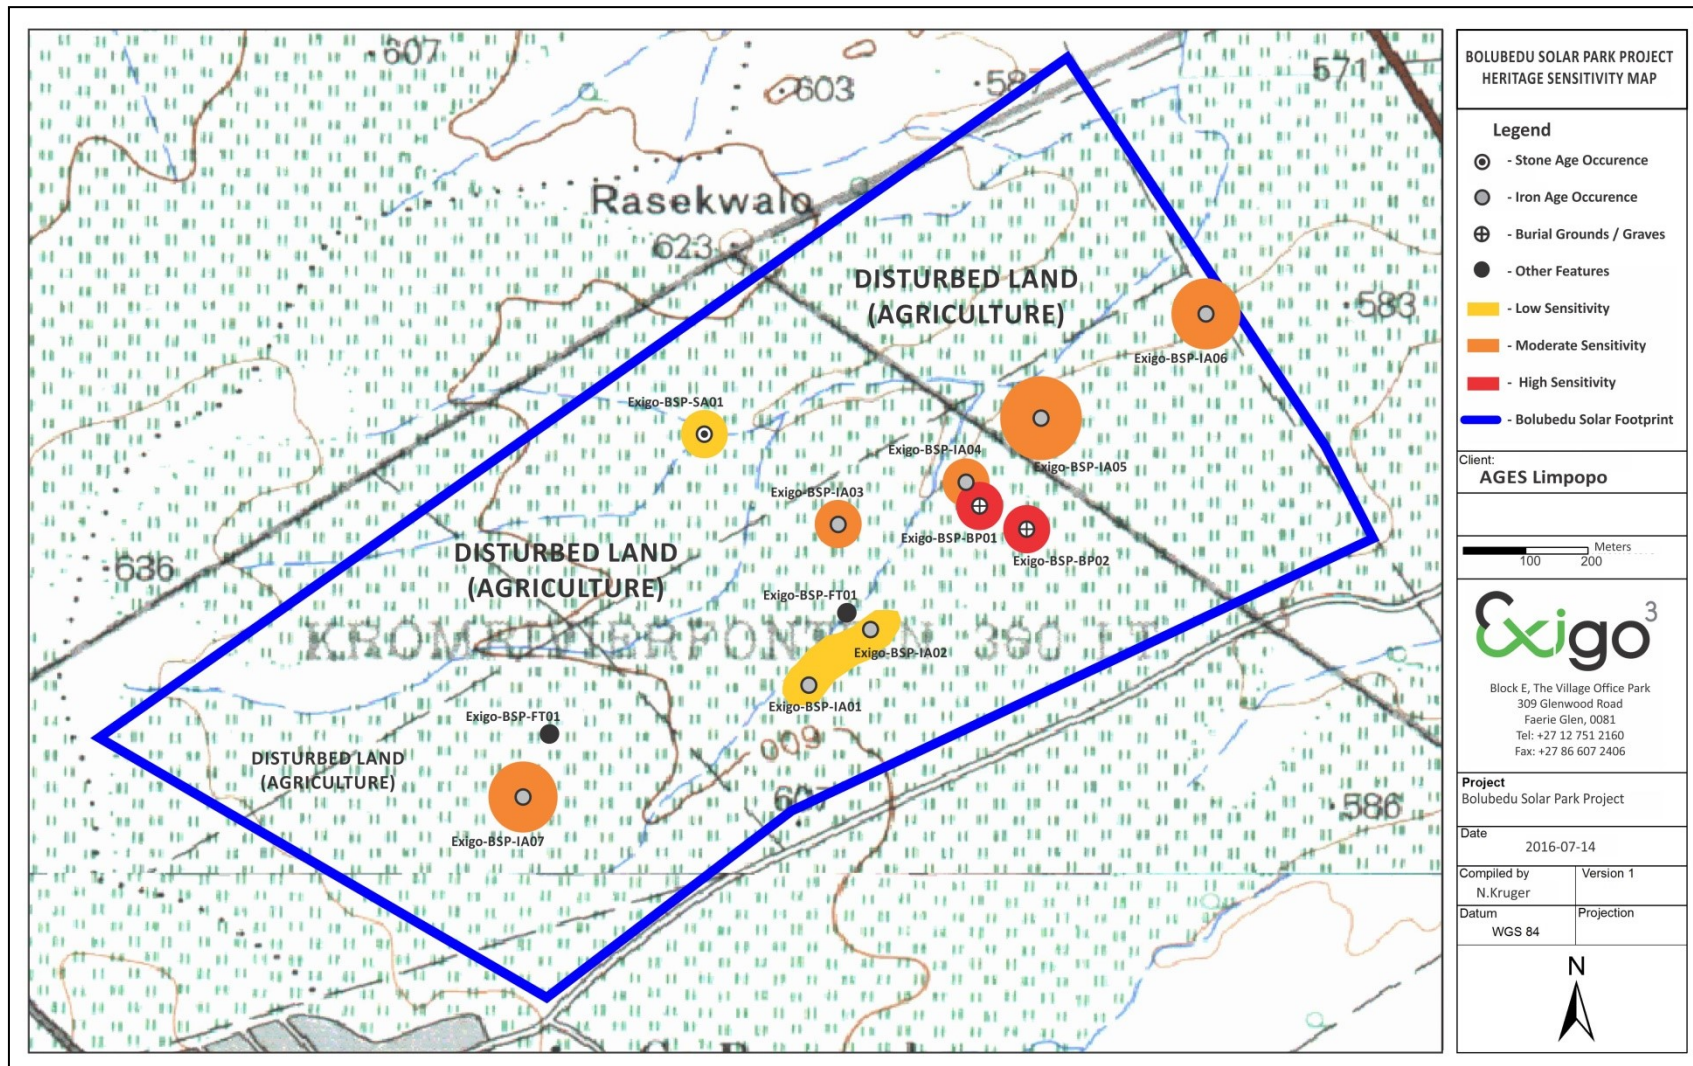 607
603
587
571
Rasekwalo
623
DISTURBED LAND
(AGRICULTURE)
583
Exigo-BSP-IA06
Exigo-BSP-SA01
Exigo-BSP-IA04
Exigo-BSP-IA05
Exigo-BSP-IA03
Exigo-BSP-BP01
Exigo-BSP-BP02
636
DISTURBED LAND
(AGRICULTURE)
Exigo-BSP-FT01
Exigo-BSP-IA02
Exigo-BSP-IA01
Exigo-BSP-FT01
600
DISTURBED LAND
(AGRICULTURE)
607
586
Exigo-BSP-IA07
BOLUBEDU SOLAR PARK PROJECT
HERITAGE SENSITIVITY MAP
Legend
- Stone Age Occurence
- Iron Age Occurence
- Burial Grounds / Graves
- Other Features
- Low Sensitivity
- Moderate Sensitivity
- High Sensitivity
- Bolubedu Solar Footprint
Client:
AGES Limpopo
Meters
100 200
Exigo3
Block E, The Village Office Park
309 Glenwood Road
Faerie Glen, 0081
Tel: +27 12 751 2160
Fax: +27 86 607 2406
Project
Bolubedu Solar Park Project
Date
2016-07-14
Compiled by
N.Kruger
Version 1
Datum
WGS 84
Projection
N